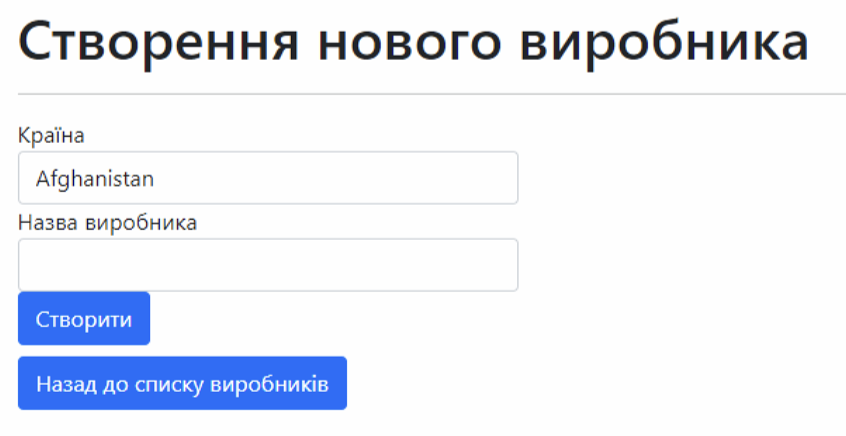 Створення нового виробника
Країна
Afghanistan
Назва виробника
Створити
Назад до списку виробників